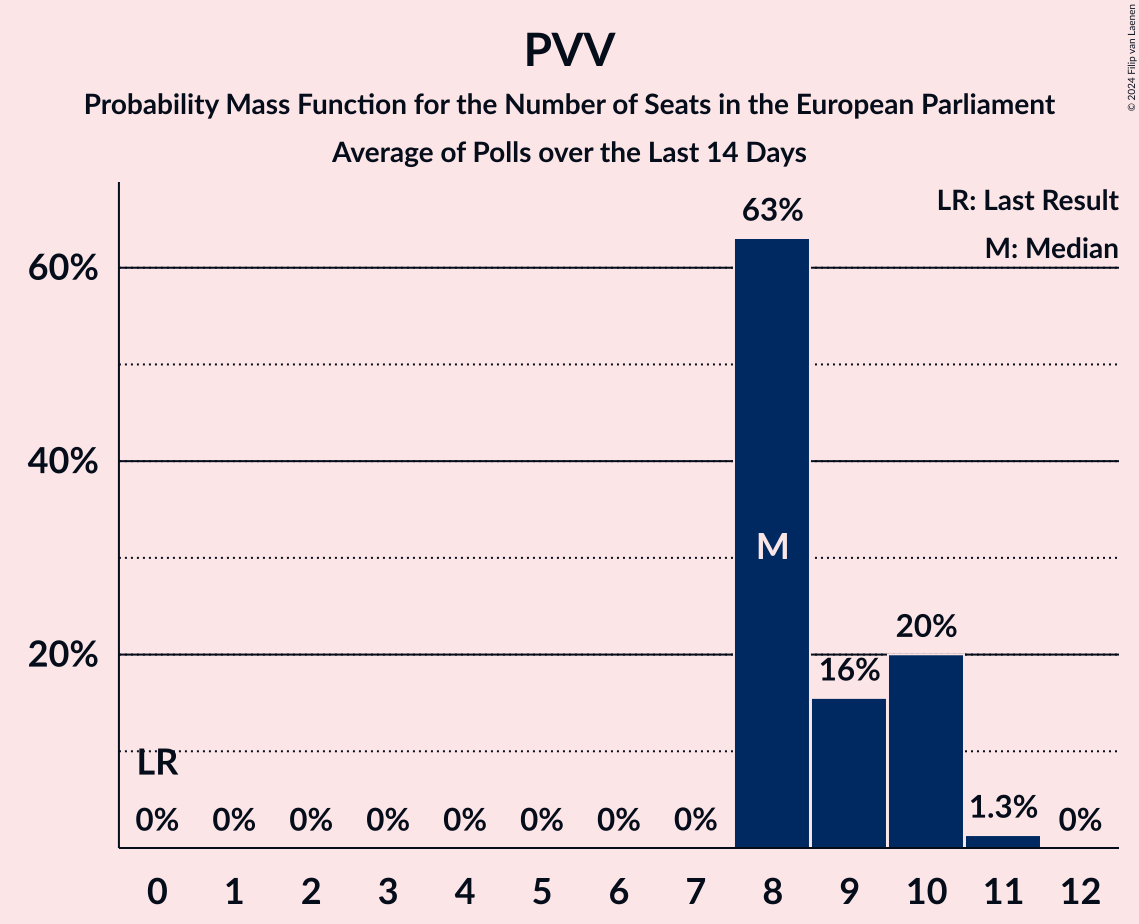 PVV
Probability Mass Function for the Number of Seats in the European Parliament
Average of Polls over the Last 14 Days
© 2024 Filip van Laenen
LR: Last Result
M: Median
60%
40%
20%
63%
M
20%
16%
LR
1.3%
0% 0% 0% 0% 0% 0% 0% 0% 0%
0 1 2 3 4 5 6 7 8 9 10 11 12